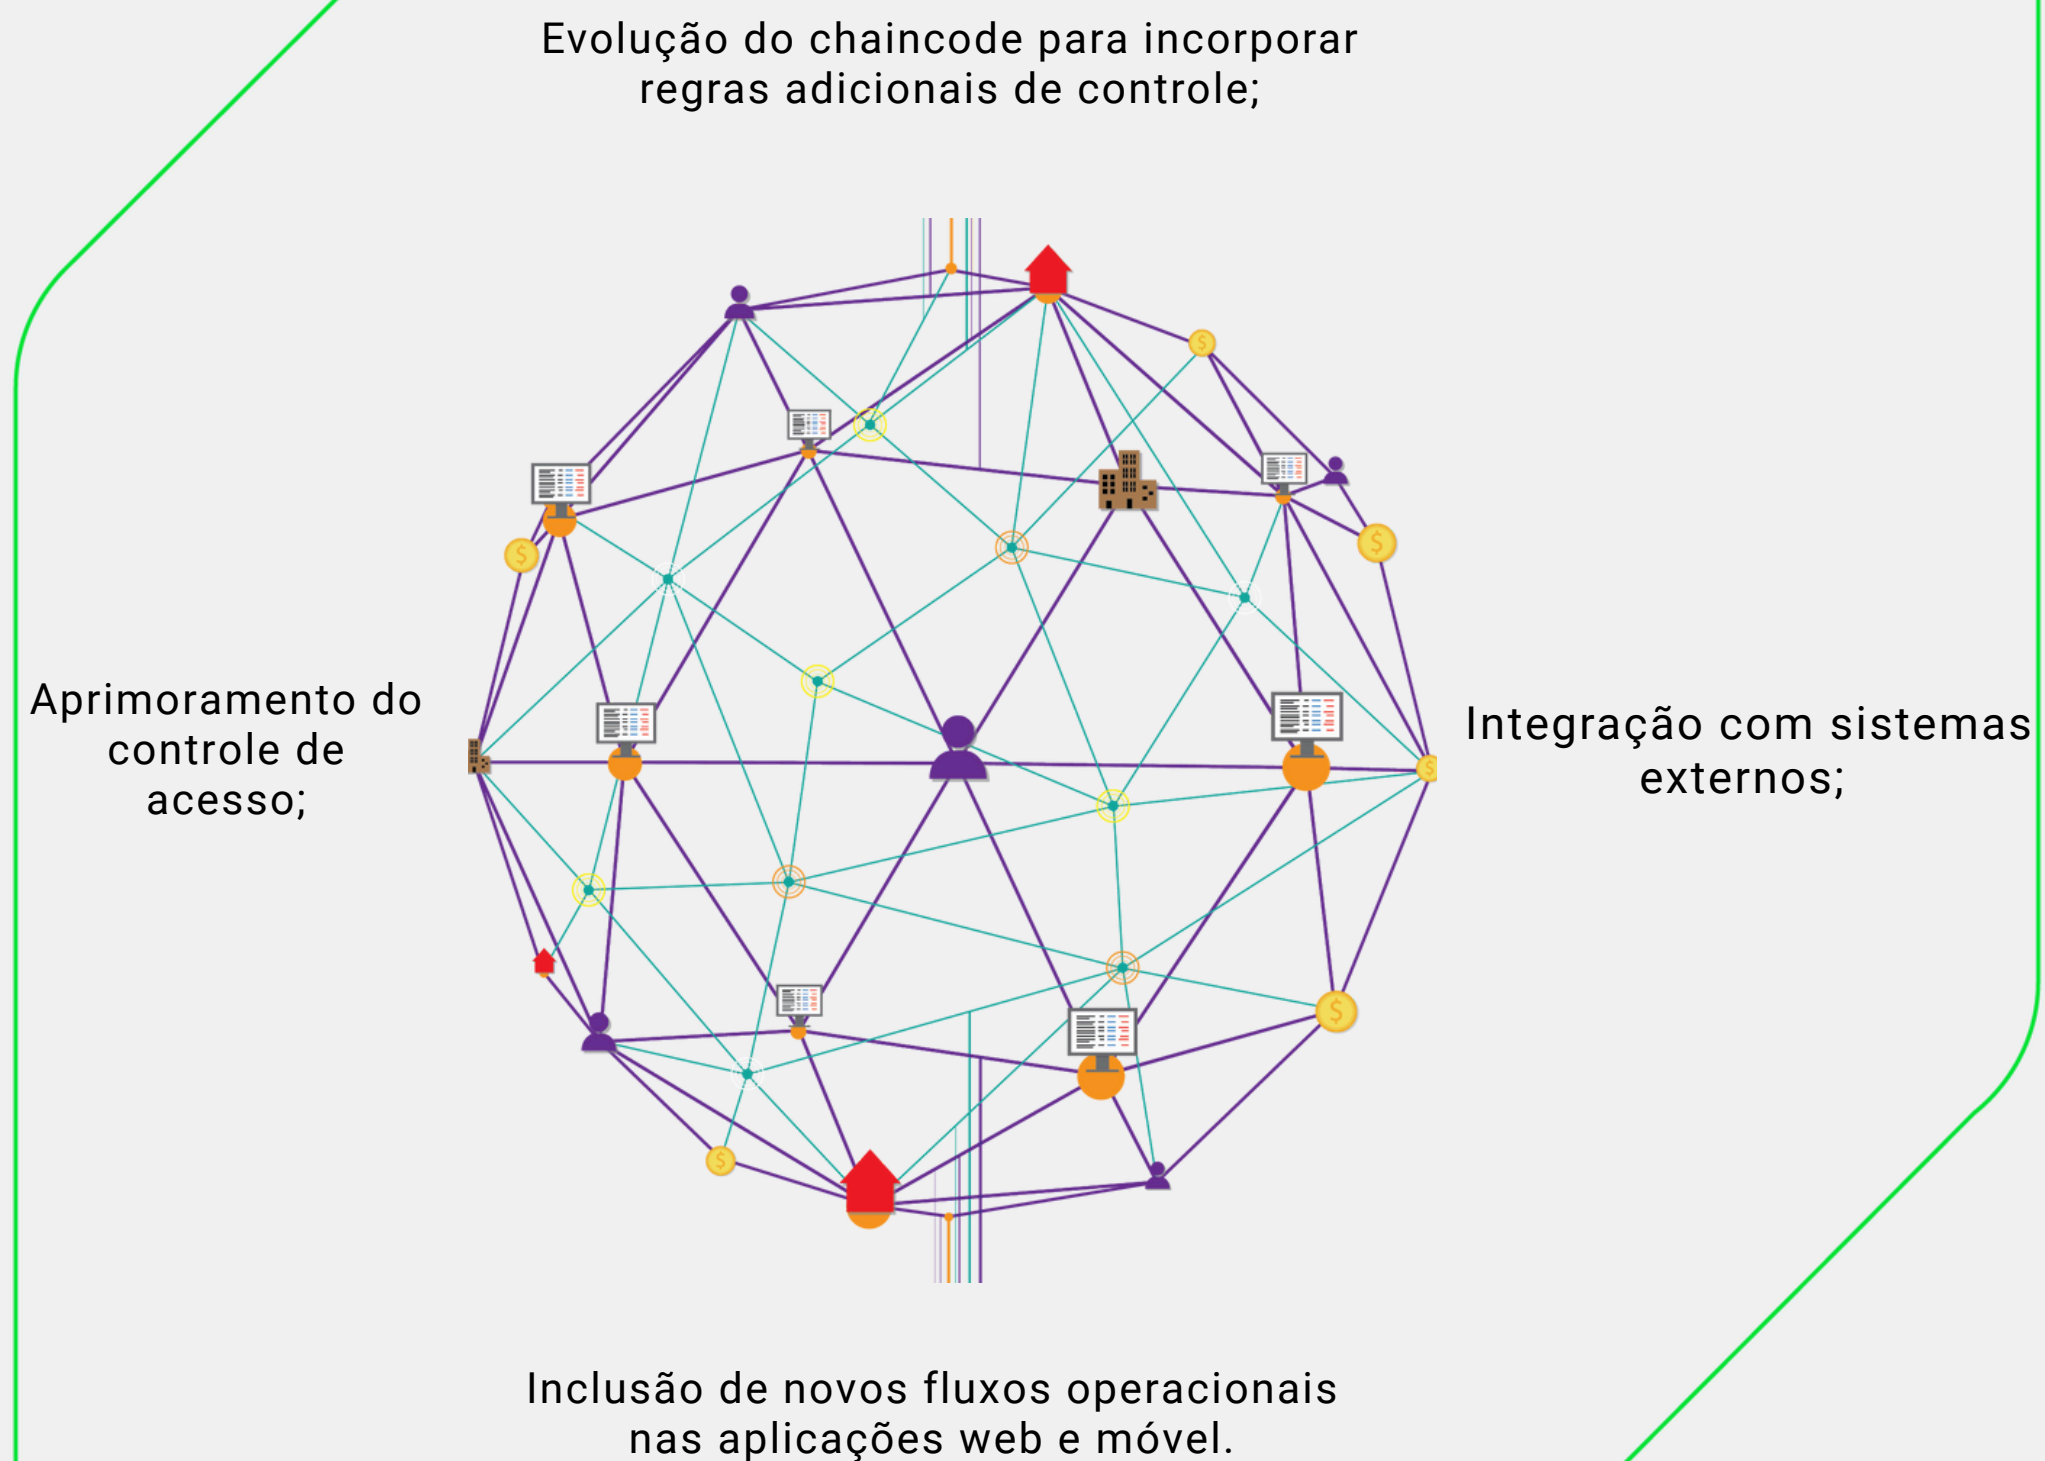 Evolução do chaincode para incorporar
regras adicionais de controle;
Aprimoramento do
controle de
acesso;
Integração com sistemas
externos;
Inclusão de novos fluxos operacionais
nas aplicações web e móvel.